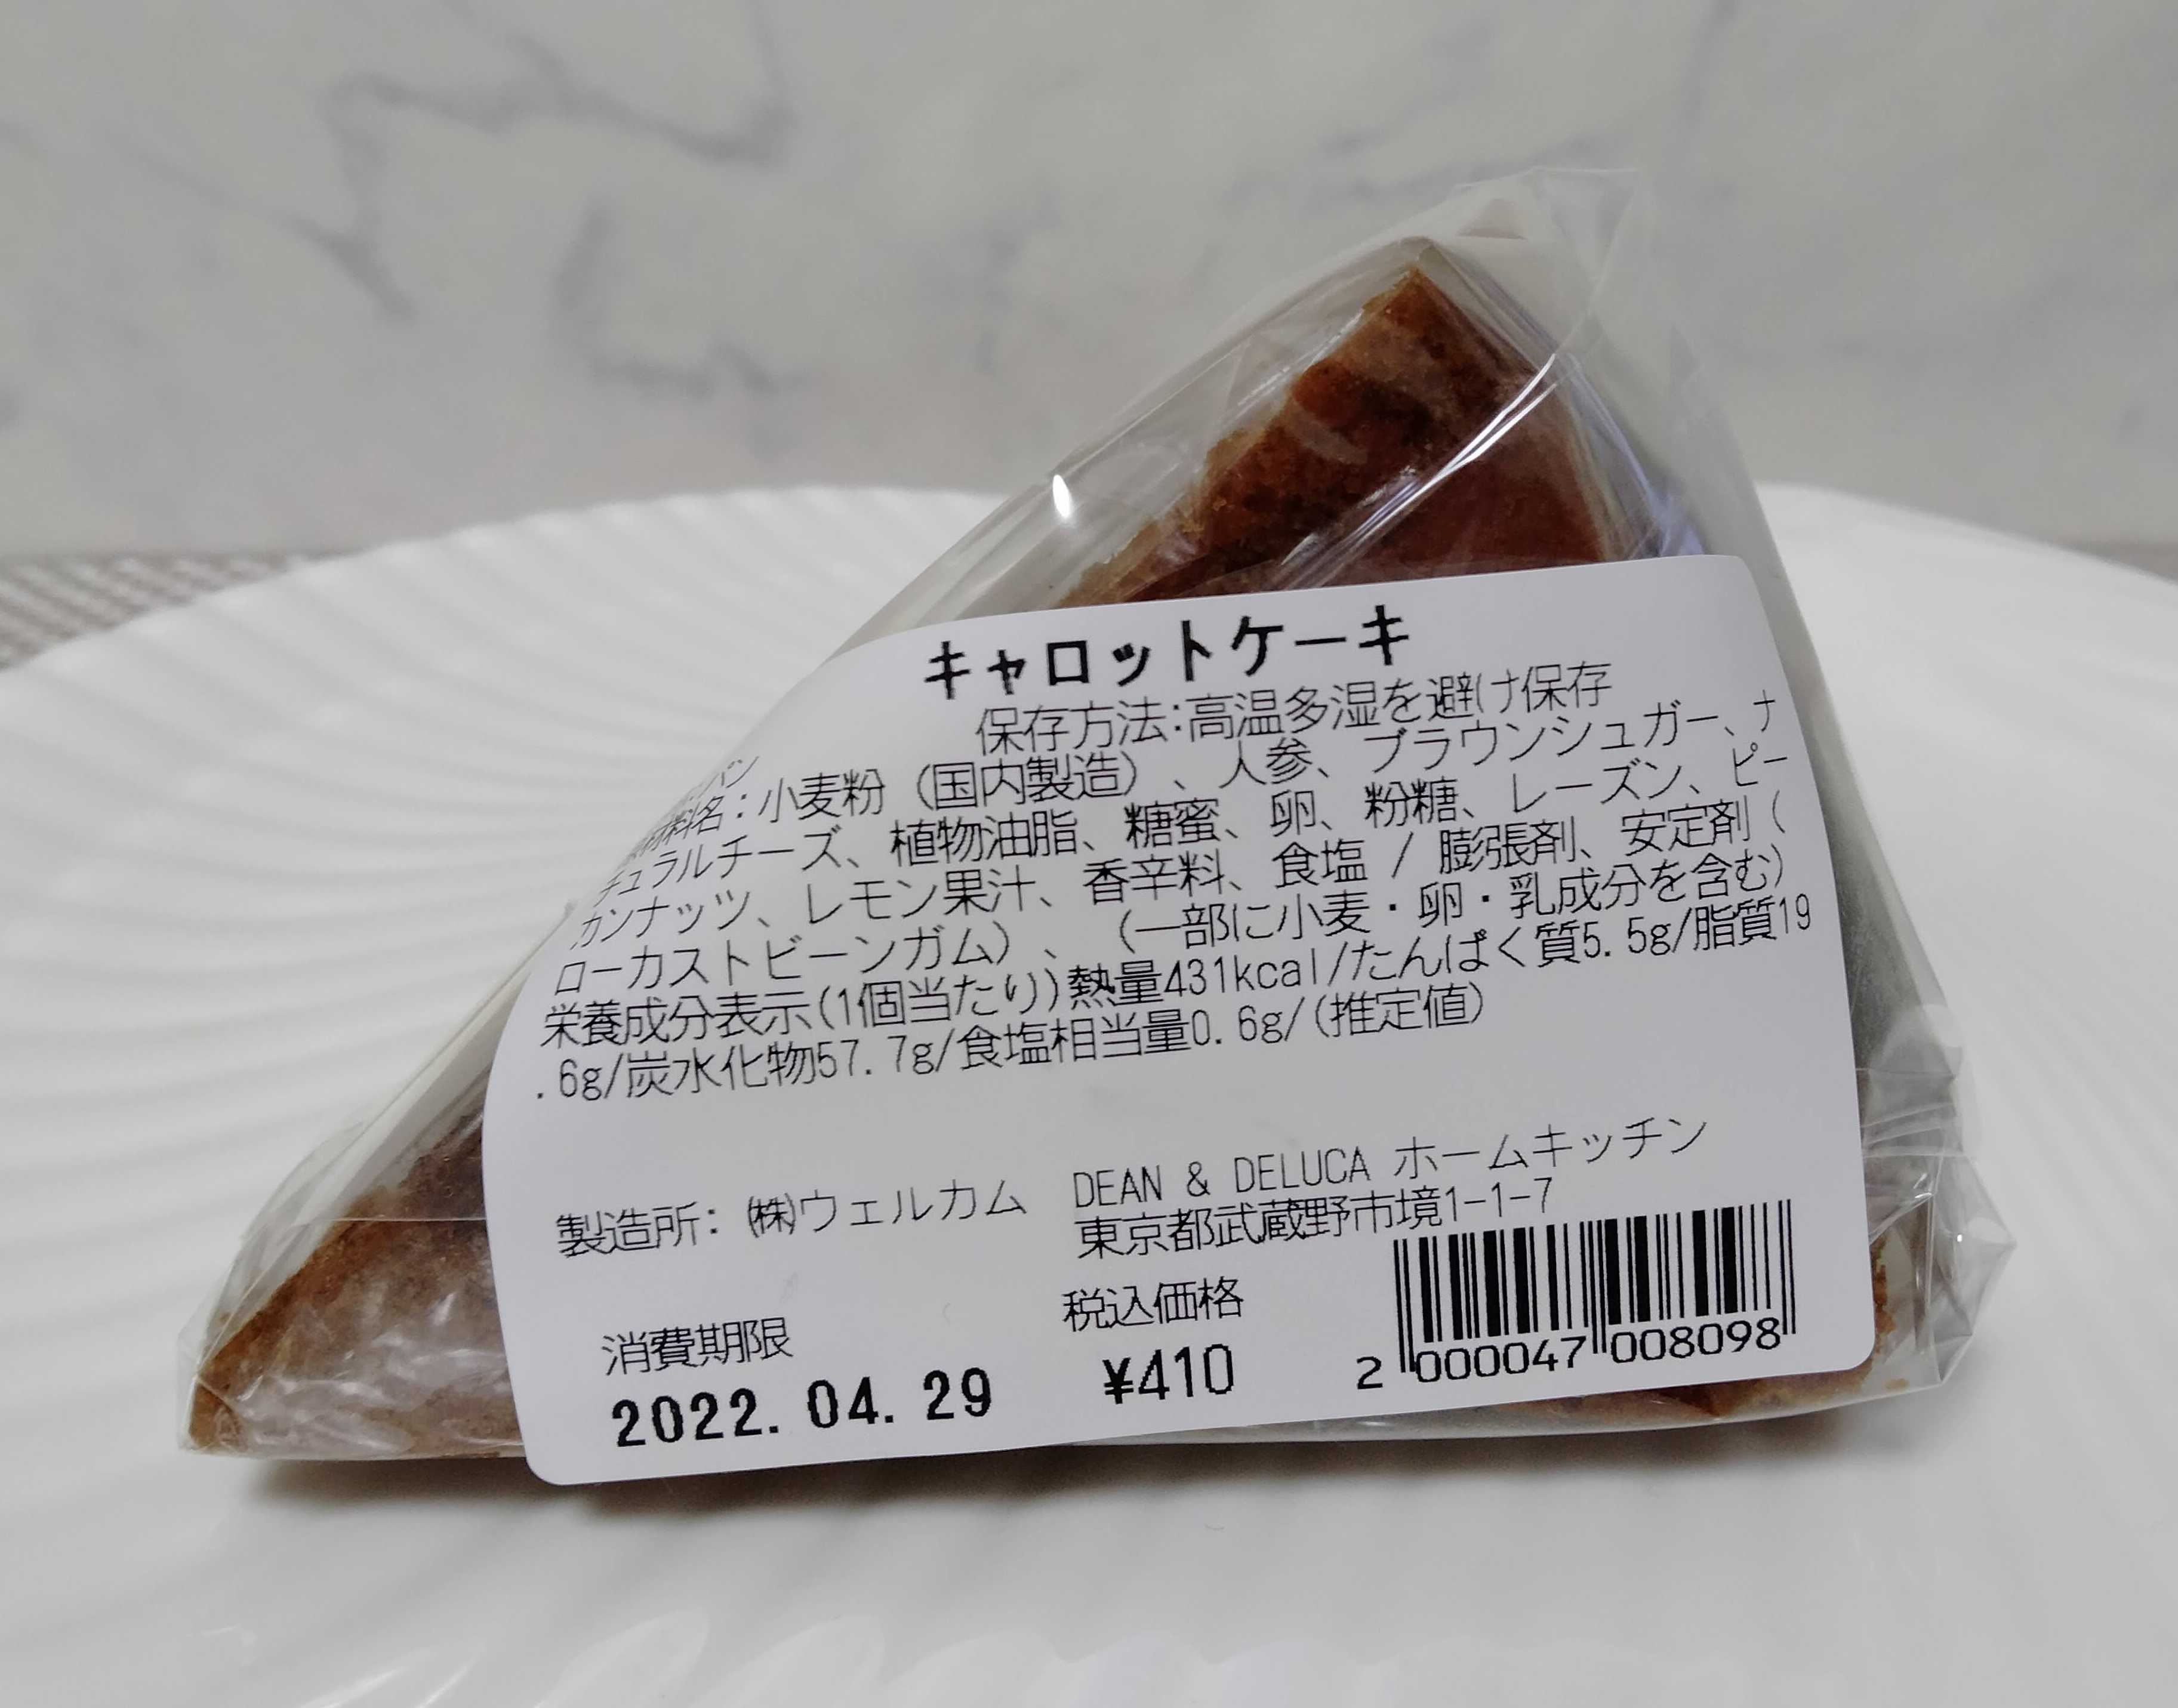 キャロットケーキ
保存方法:高温多湿を避け保存
パン
原材料名:小麦粉(国内製造)、人参、ブラウンシュガー、ナ
チュラルチーズ、植物油脂、糖蜜、卵、粉糖、レーズン、ピー
カンナッツ、レモン果汁、香辛料、食塩 / 膨張剤、安定剤(
ローカストビーンガム)、(一部に小麦・卵・乳成分を含む)
栄養成分表示(1個当たり)熱量431kcal/たんぱく質5.5g/脂質19
.6g/炭水化物57.7g/食塩相当量0.6g/(推定値)
製造所:㈱ウェルカム DEAN & DELUCA ホームキッチン
東京都武蔵野市境1-1-7
消費期限
2022.04.29
税込価格
¥410
2 000047 008098